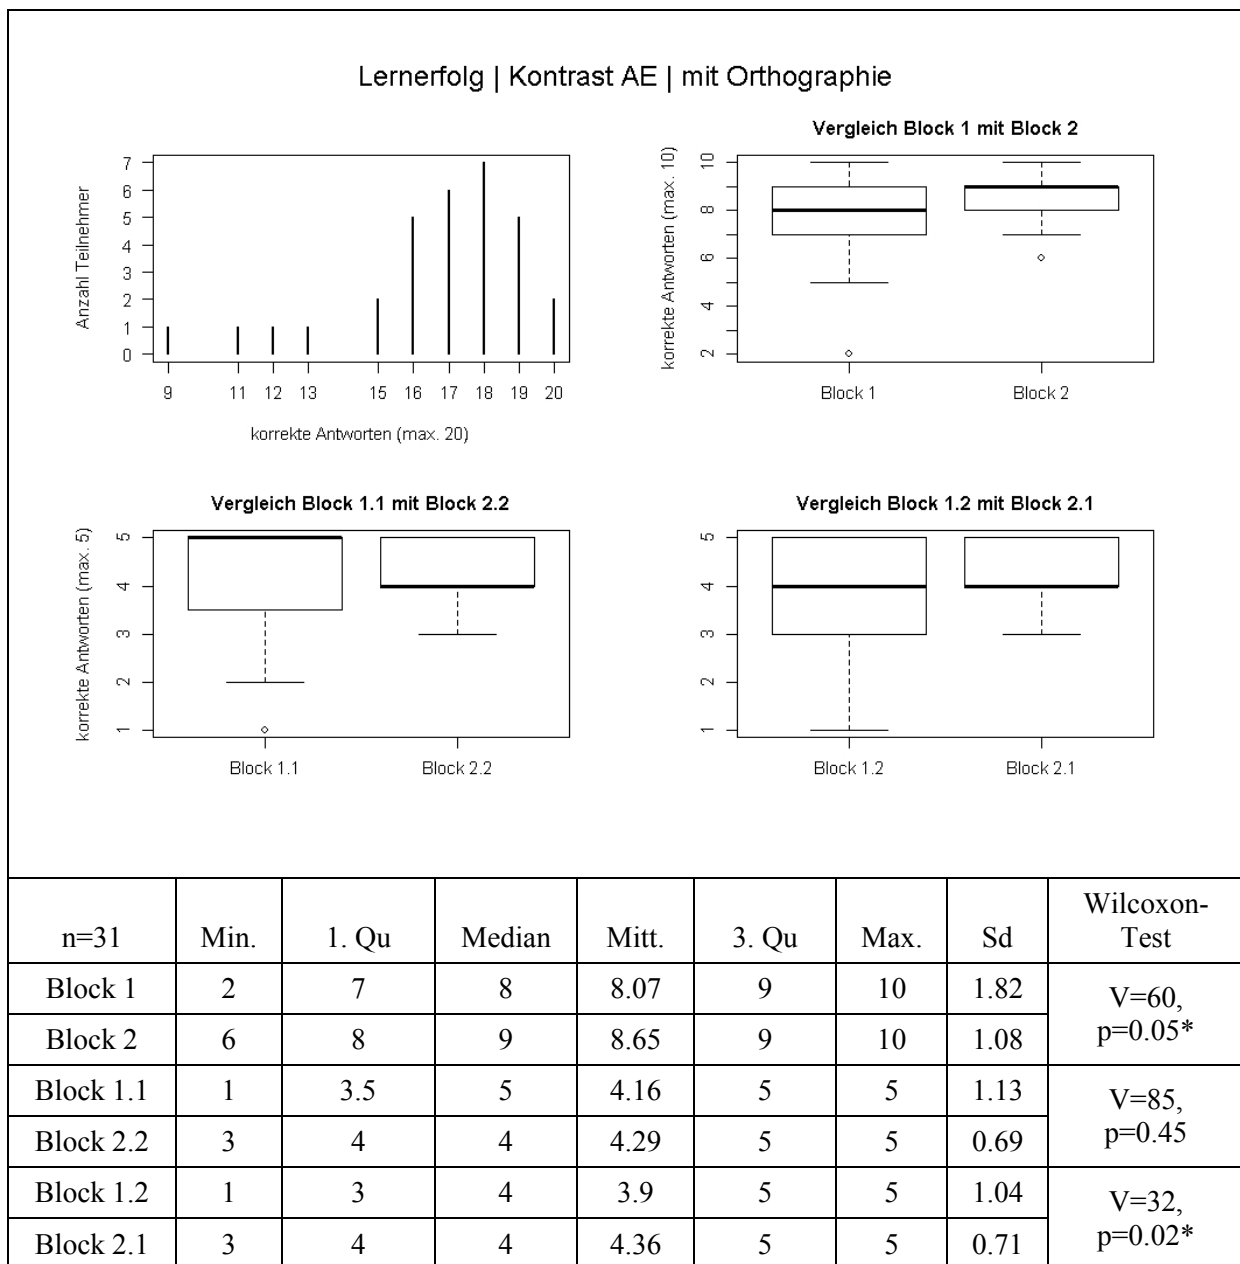 Lernerfolg | Kontrast AE | mit Orthographie
Anzahl Teilnehmer
7
6
5
4
3
2
1
0
9 11 12 13 15 16 17 18 19 20
korrekte Antworten (max. 20)
Vergleich Block 1 mit Block 2
korrekte Antworten (max. 10)
10
8
6
4
2
Block 1 Block 2
Vergleich Block 1.1 mit Block 2.2
korrekte Antworten (max. 5)
5
4
3
2
1
Block 1.1 Block 2.2
Vergleich Block 1.2 mit Block 2.1
5
4
3
2
1
Block 1.2 Block 2.1
n=31 Min. 1. Qu Median Mitt. 3. Qu Max. Sd Wilcoxon-
Test
Block 1 2 7 8 8.07 9 10 1.82 V=60,
Block 2 6 8 9 8.65 9 10 1.08 p=0.05*
Block 1.1 1 3.5 5 4.16 5 5 1.13 V=85,
Block 2.2 3 4 4 4.29 5 5 0.69 p=0.45
Block 1.2 1 3 4 3.9 5 5 1.04 V=32,
Block 2.1 3 4 4 4.36 5 5 0.71 p=0.02*